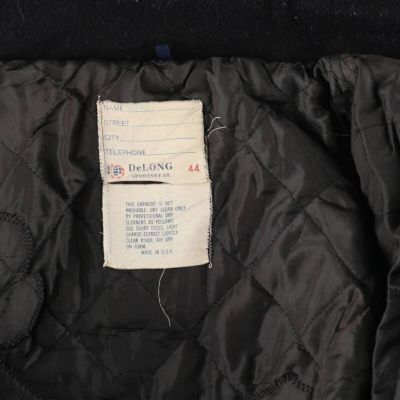 NAME
STREET
CITY
TELEPHONE
DeLONG 44
SPORTSWEAR
THIS GARMENT IS NOT
WASHABLE DRY CLEAN ONLY
BY PROFESSIONAL DRY
CLEANERS AS FOLLOWS
USE SHORT CYCLE, LIGHT
CHARGE-EXTRACT LIGHTLY
CLEAR RINSE, AIR DRY
ON FORM.
MADE IN U.S.A.